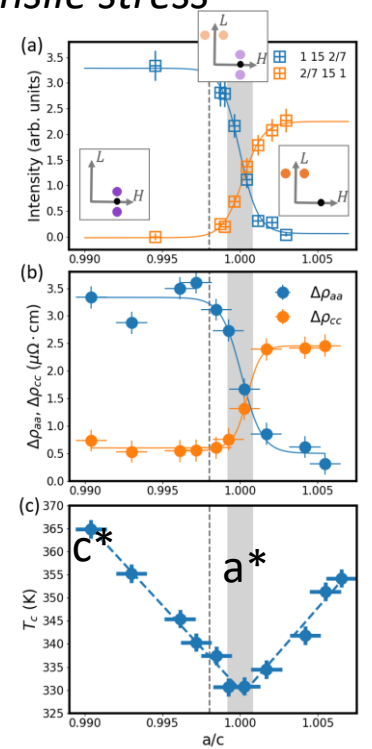 nsile stress
(a)
L
H
1 15 2/7
2/7 15 1
Intensity (arb. units)
3.5
3.0
2.5
2.0
1.5
1.0
0.5
0.0
L
H
L
H
0.990 0.995 1.000 1.005
(b)
Δρaa
Δρcc
Δρaa, Δρcc (μΩ· cm)
3.5
3.0
2.5
2.0
1.5
1.0
0.5
0.0
0.990 0.995 1.000 1.005
(c)
c*
a*
Tc (K)
370
365
360
355
350
345
340
335
330
325
0.990 0.995 1.000 1.005
a/c